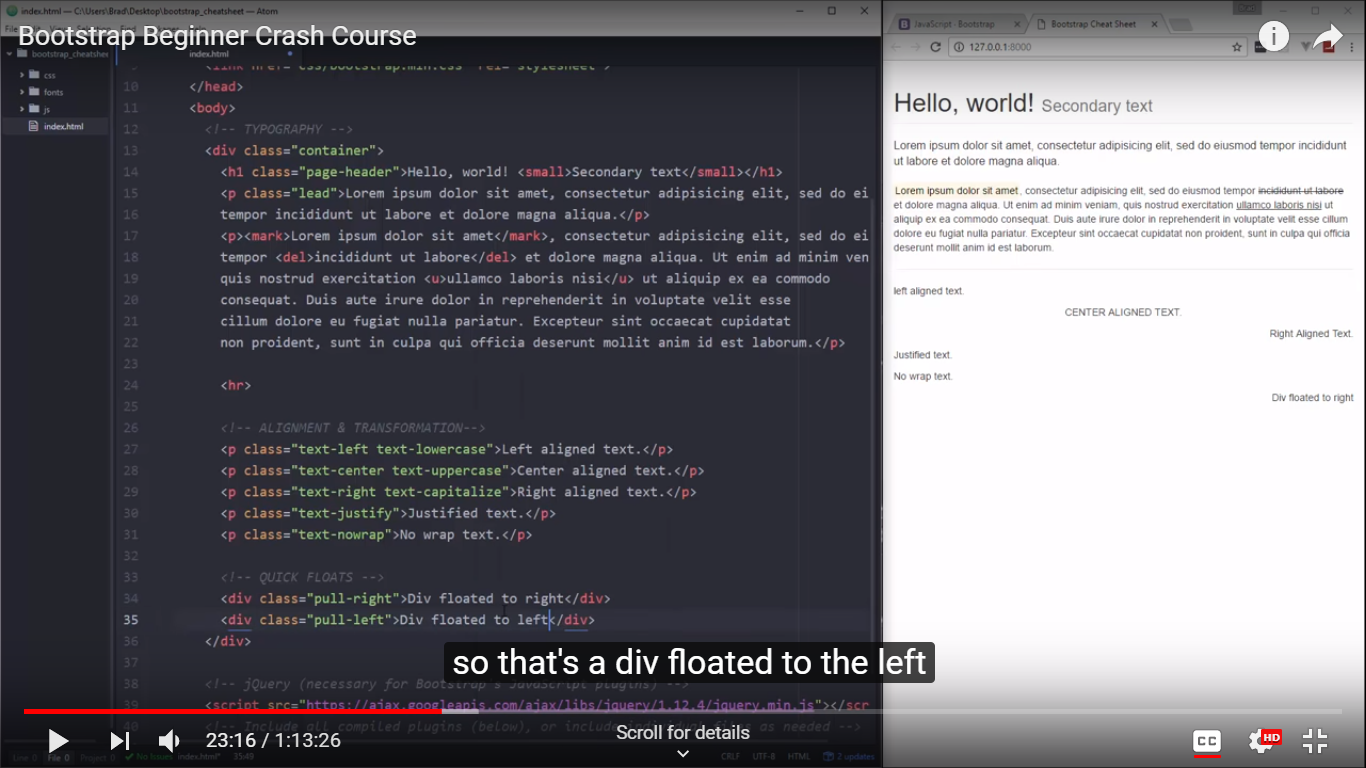 index.html — C:\Users\Brad\Desktop\bootstrap_cheatsheet — Atom
Bootstrap Beginner Crash Course
JavaScript · Bootstrap
Bootstrap Cheat Sheet
127.0.0.1:8000
bootstrap_cheatshee
css
fonts
js
index.html
index.html
<link href="css/bootstrap.min.css" rel="stylesheet">
10 </head>
11 <body>
12 <!-- TYPOGRAPHY -->
13 <div class="container">
14 <h1 class="page-header">Hello, world! <small>Secondary text</small></h1>
15 <p class="lead">Lorem ipsum dolor sit amet, consectetur adipisicing elit, sed do ei
16 tempor incididunt ut labore et dolore magna aliqua.</p>
17 <p><mark>Lorem ipsum dolor sit amet</mark>, consectetur adipisicing elit, sed do ei
18 tempor <del>incididunt ut labore</del> et dolore magna aliqua. Ut enim ad minim ven
19 quis nostrud exercitation <u>ullamco laboris nisi</u> ut aliquip ex ea commodo
20 consequat. Duis aute irure dolor in reprehenderit in voluptate velit esse
21 cillum dolore eu fugiat nulla pariatur. Excepteur sint occaecat cupidatat
22 non proident, sunt in culpa qui officia deserunt mollit anim id est laborum.</p>
23
24 <hr>
25
26 <!-- ALIGNMENT & TRANSFORMATION-->
27 <p class="text-left text-lowercase">Left aligned text.</p>
28 <p class="text-center text-uppercase">Center aligned text.</p>
29 <p class="text-right text-capitalize">Right aligned text.</p>
30 <p class="text-justify">Justified text.</p>
31 <p class="text-nowrap">No wrap text.</p>
32
33 <!-- QUICK FLOATS -->
34 <div class="pull-right">Div floated to right</div>
35 <div class="pull-left">Div floated to left</div>
36 </div>
37
38 <!-- jQuery (necessary for Bootstrap's JavaScript plugins) -->
39 <script src="https://ajax.googleapis.com/ajax/libs/jquery/1.12.4/jquery.min.js"></scr
40 <!-- Include all compiled plugins (below), or include individual files as needed -->
Hello, world! Secondary text
Lorem ipsum dolor sit amet, consectetur adipisicing elit, sed do eiusmod tempor incididunt ut
labore et dolore magna aliqua.
Lorem ipsum dolor sit amet, consectetur adipisicing elit, sed do eiusmod tempor incididunt ut labore
et dolore magna aliqua. Ut enim ad minim veniam, quis nostrud exercitation ullamco laboris nisi ut
aliquip ex ea commodo consequat. Duis aute irure dolor in reprehenderit in voluptate velit esse cillum
dolore eu fugiat nulla pariatur. Excepteur sint occaecat cupidatat non proident, sunt in culpa qui officia
deserunt mollit anim id est laborum.
left aligned text.
CENTER ALIGNED TEXT.
Right Aligned Text.
Justified text.
No wrap text.
Div floated to right
so that's a div floated to the left
23:16 / 1:13:26
Scroll for details
CC
HD
Line 0 File 0 Project 0 No Issues index.html* 35:49
CRLF UTF-8 HTML 2 updates